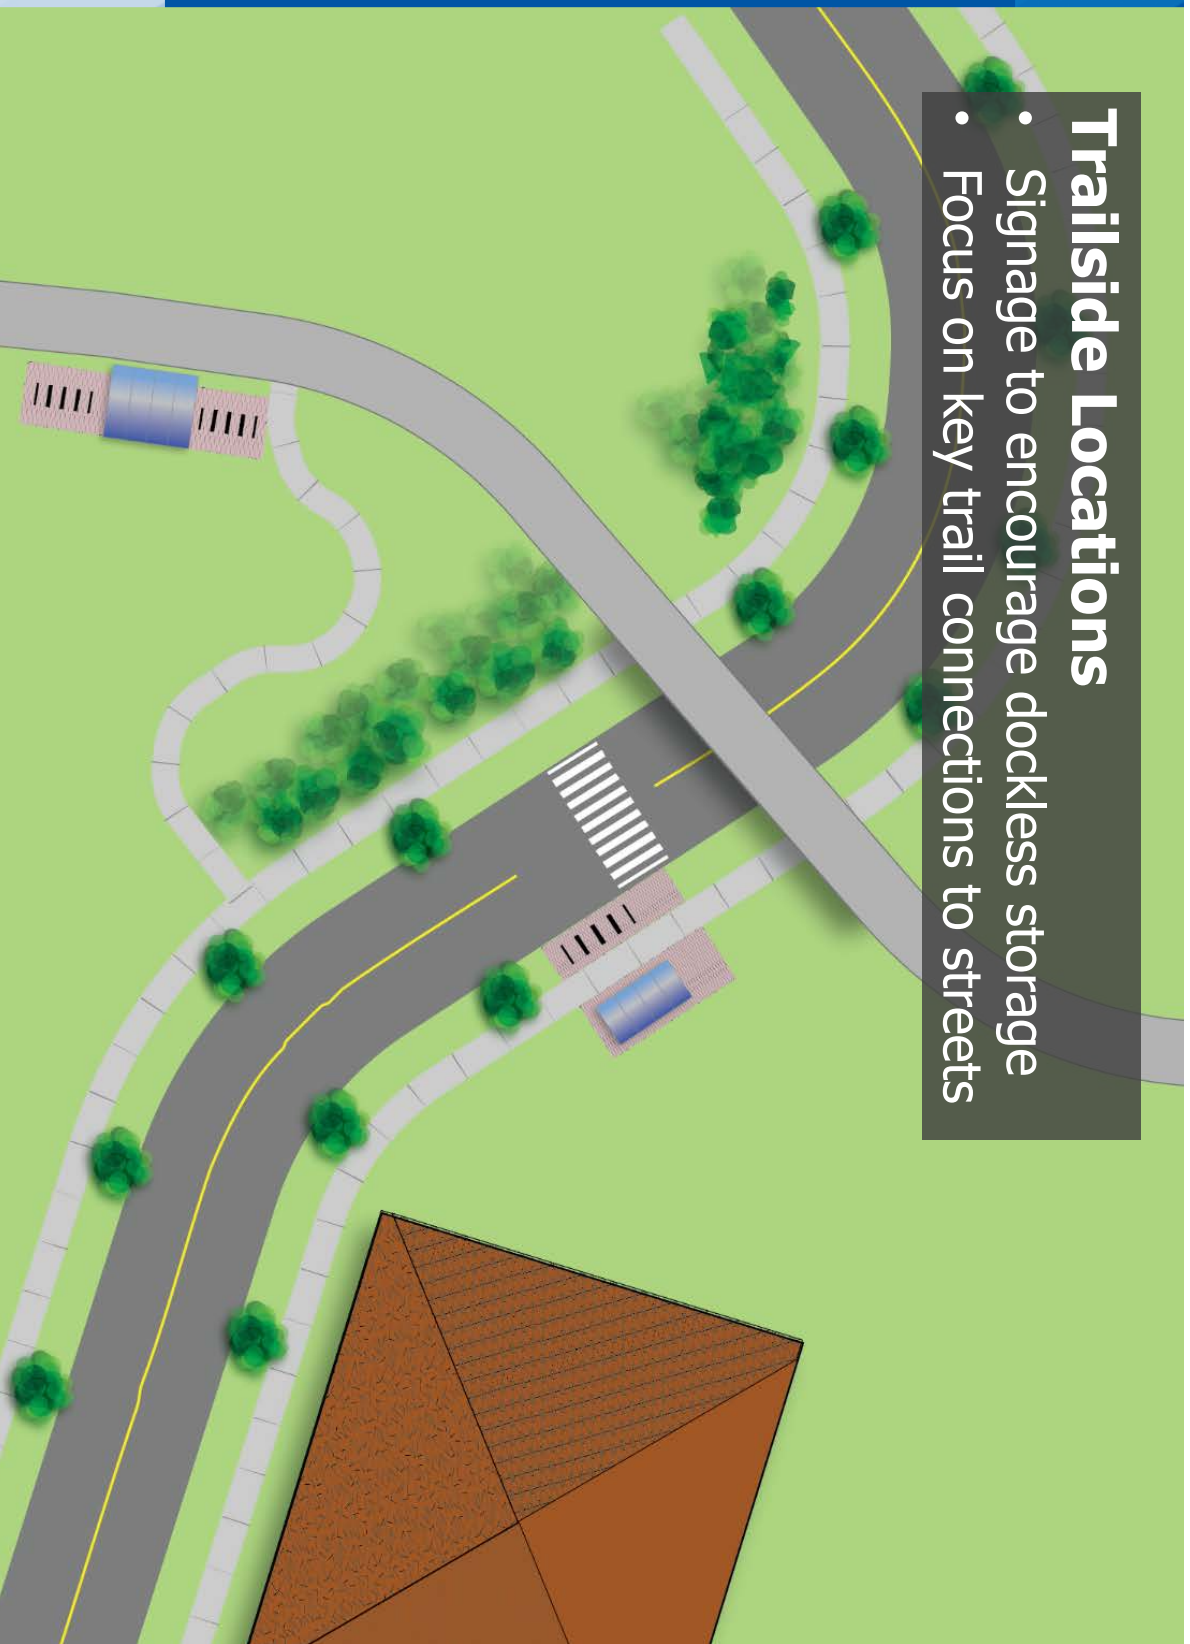 Trailside Locations
• Signage to encourage dockless storage
• Focus on key trail connections to streets